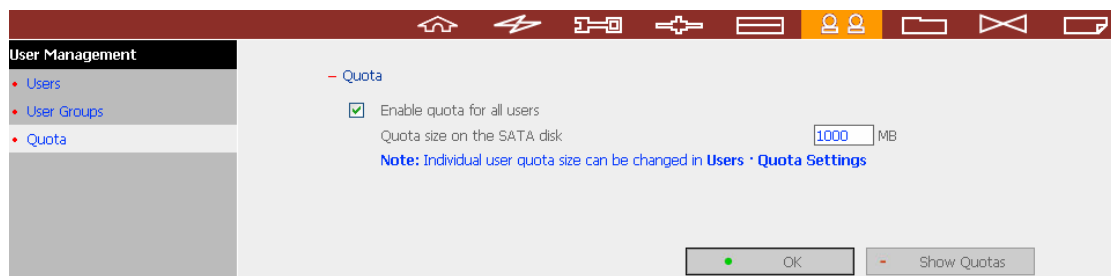 User Management
Users
User Groups
Quota
Quota
Enable quota for all users
Quota size on the SATA disk 1000 MB
Note: Individual user quota size can be changed in Users · Quota Settings
OK
Show Quotas